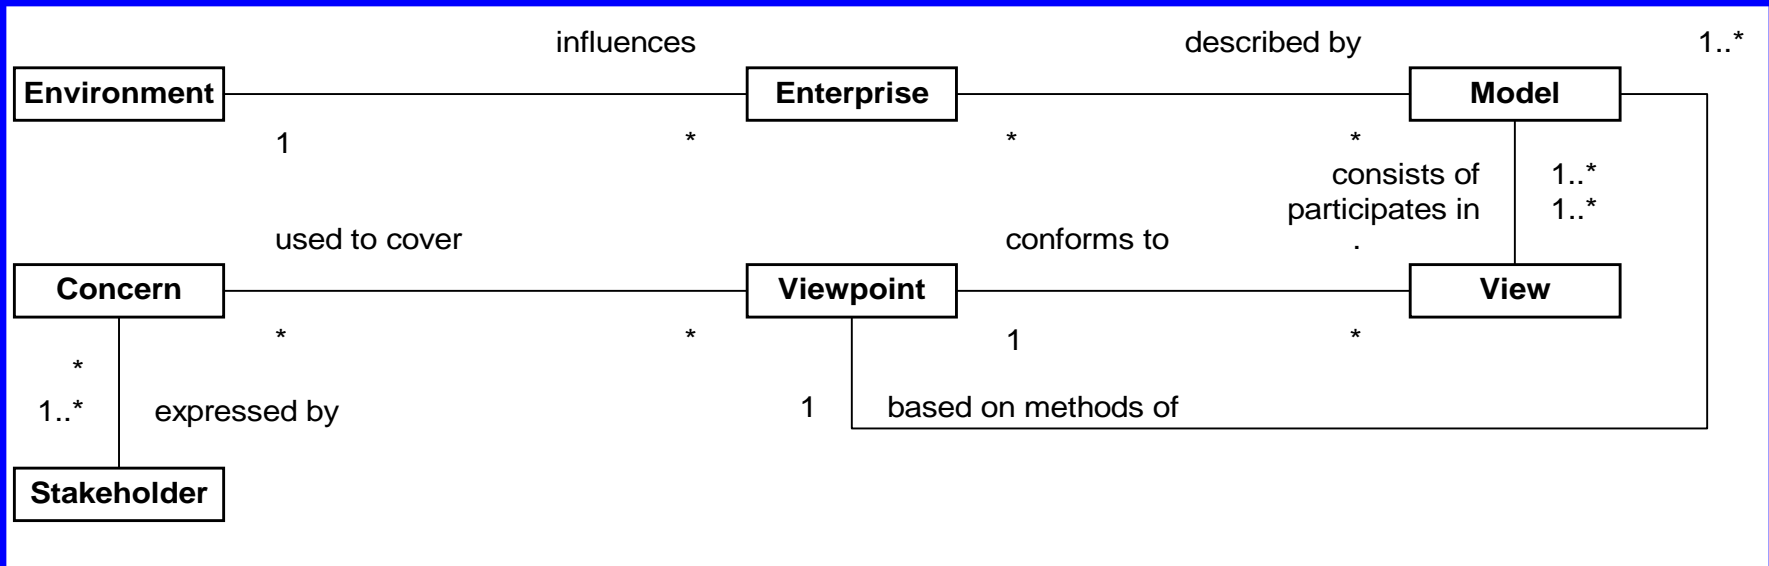 influences described by 1..*
Environment Enterprise Model
1 * * *
consists of 1..*
participates in 1..*
used to cover conforms to .
Concern Viewpoint View
* * 1 *
*
1..* expressed by 1 based on methods of
Stakeholder